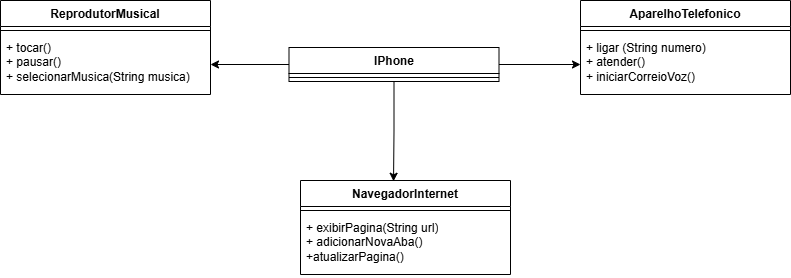 ReprodutorMusical
+ tocar()
+ pausar()
+ selecionarMusica(String musica)
IPhone
AparelhoTelefonico
+ ligar (String numero)
+ atender()
+ iniciarCorreioVoz()
NavegadorInternet
+ exibirPagina(String url)
+ adicionarNovaAba()
+atualizarPagina()